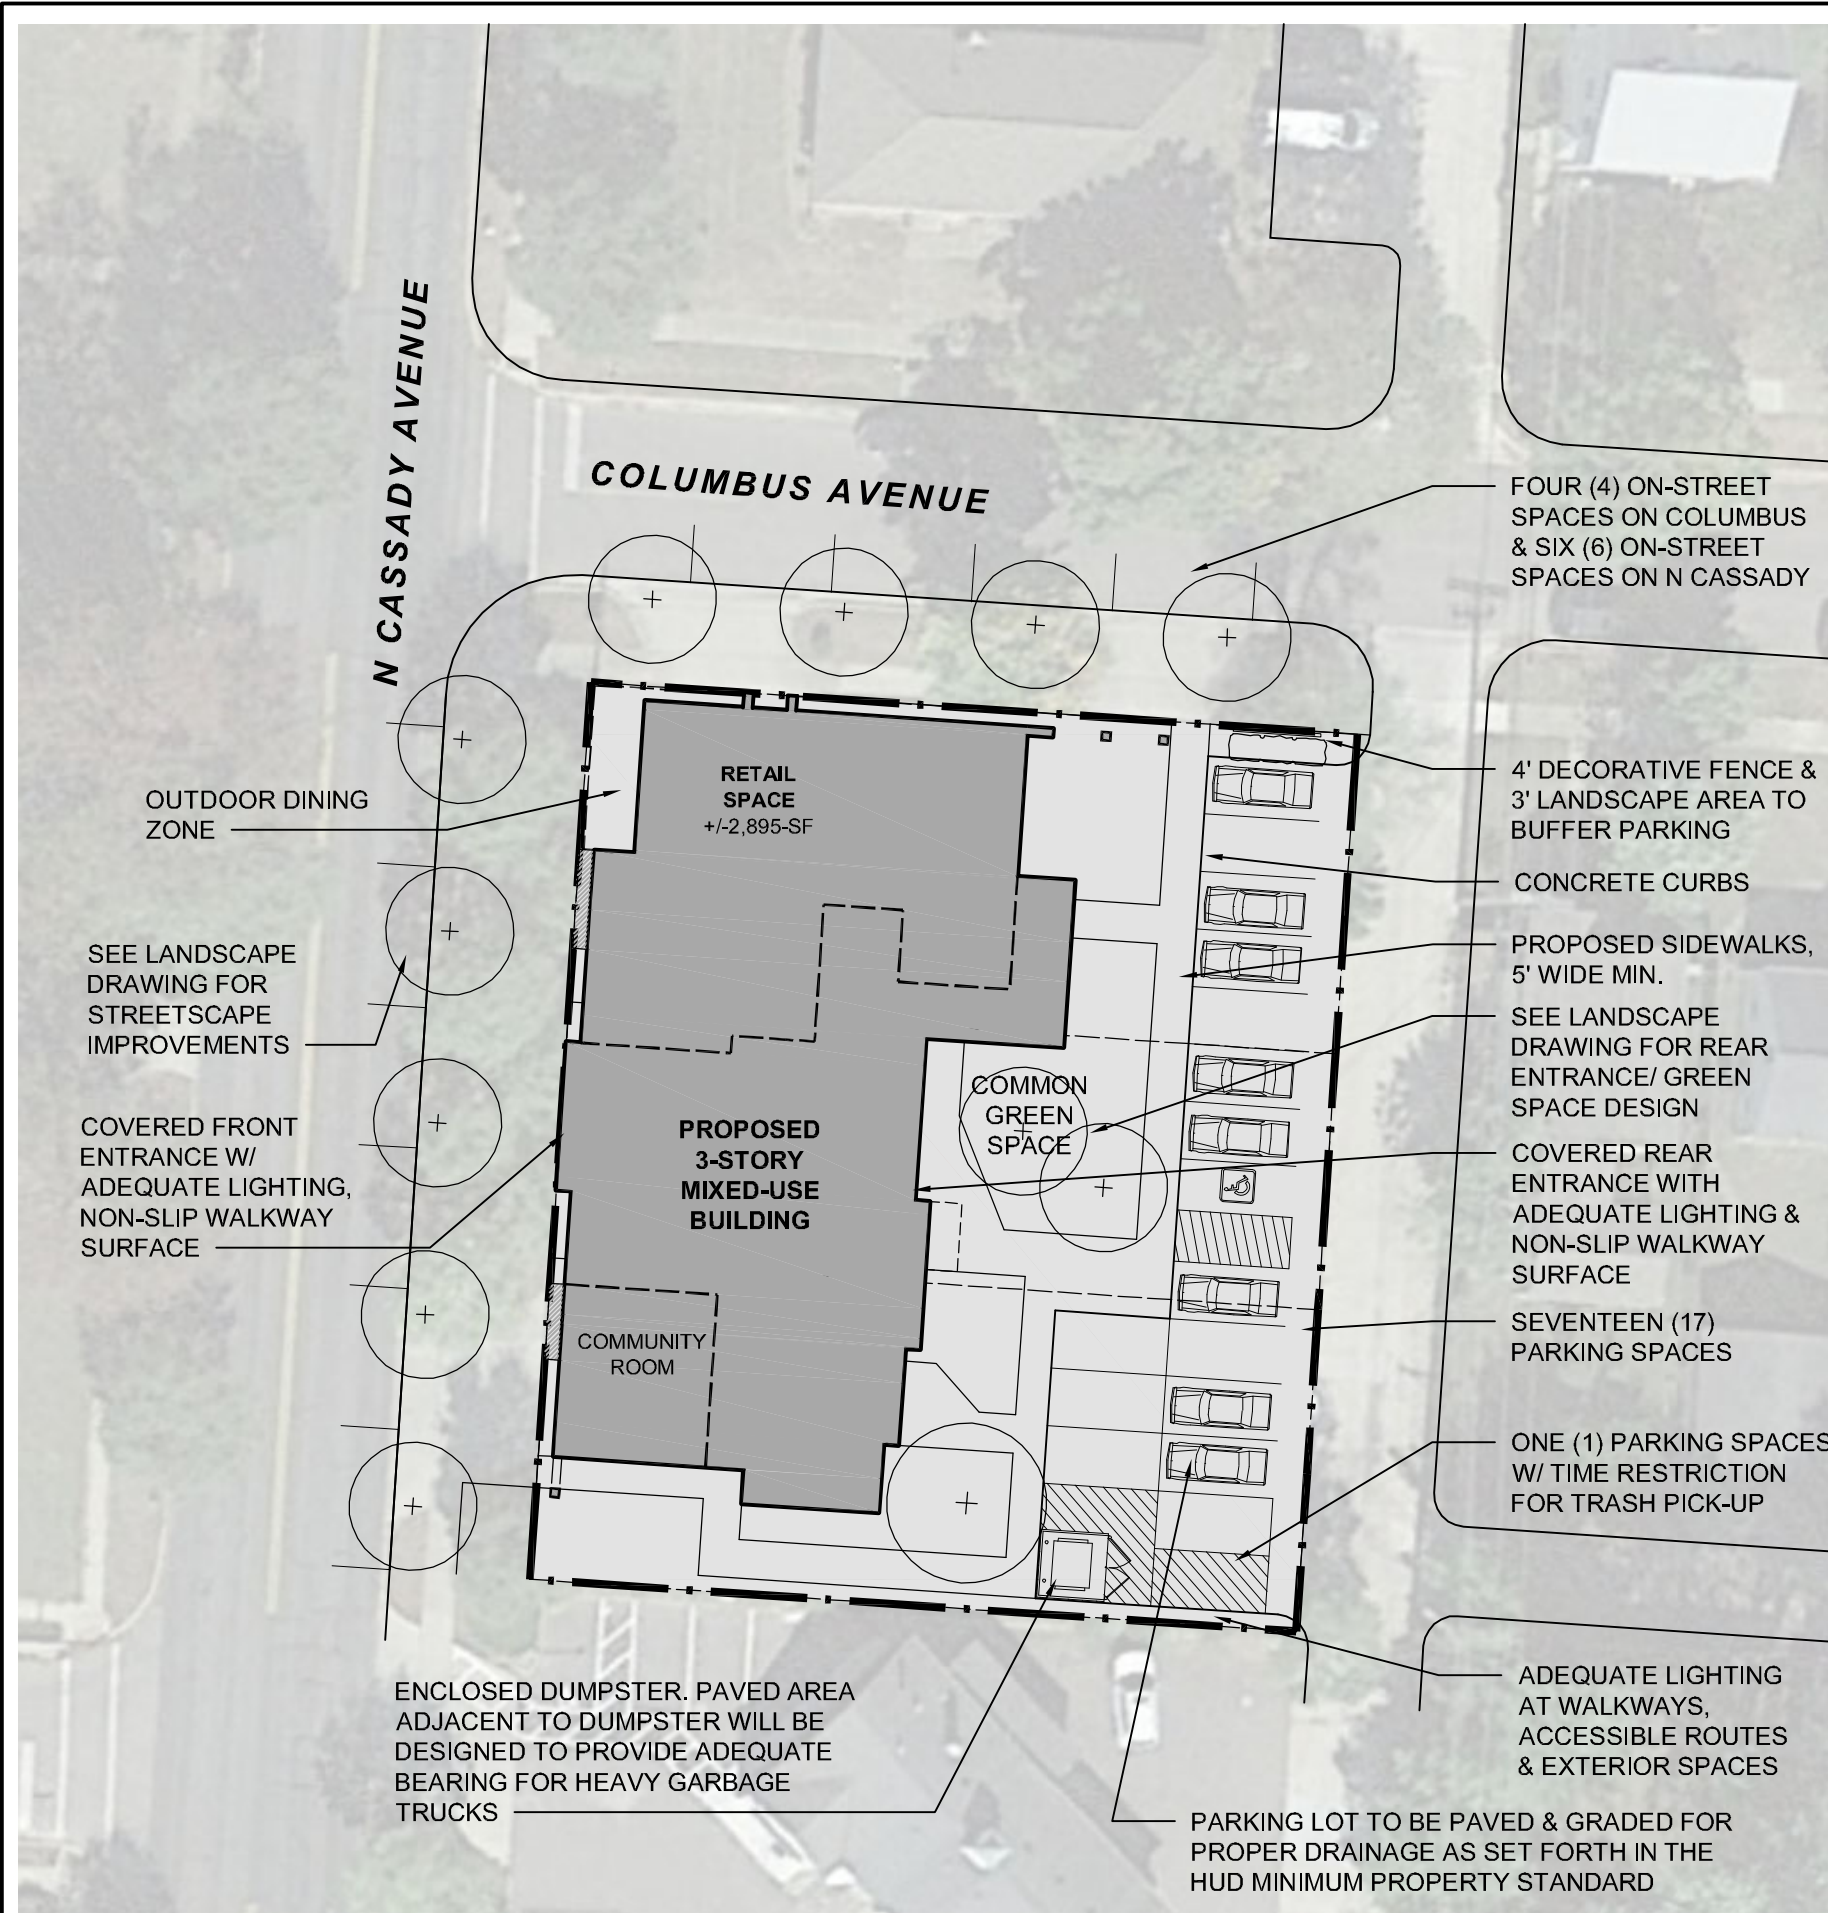 N CASSADY AVENUE
COLUMBUS AVENUE
FOUR (4) ON-STREET
SPACES ON COLUMBUS
& SIX (6) ON-STREET
SPACES ON N CASSADY
RETAIL
SPACE
+/-2,895-SF
OUTDOOR DINING
ZONE
4' DECORATIVE FENCE &
3' LANDSCAPE AREA TO
BUFFER PARKING
CONCRETE CURBS
SEE LANDSCAPE
DRAWING FOR
STREETSCAPE
IMPROVEMENTS
PROPOSED SIDEWALKS,
5' WIDE MIN.
SEE LANDSCAPE
DRAWING FOR REAR
ENTRANCE/ GREEN
SPACE DESIGN
COMMON
GREEN
SPACE
COVERED FRONT
ENTRANCE W/
ADEQUATE LIGHTING,
NON-SLIP WALKWAY
SURFACE
PROPOSED
3-STORY
MIXED-USE
BUILDING
COVERED REAR
ENTRANCE WITH
ADEQUATE LIGHTING &
NON-SLIP WALKWAY
SURFACE
COMMUNITY
ROOM
SEVENTEEN (17)
PARKING SPACES
ONE (1) PARKING SPACES
W/ TIME RESTRICTION
FOR TRASH PICK-UP
ENCLOSED DUMPSTER. PAVED AREA
ADJACENT TO DUMPSTER WILL BE
DESIGNED TO PROVIDE ADEQUATE
BEARING FOR HEAVY GARBAGE
TRUCKS
ADEQUATE LIGHTING
AT WALKWAYS,
ACCESSIBLE ROUTES
& EXTERIOR SPACES
PARKING LOT TO BE PAVED & GRADED FOR
PROPER DRAINAGE AS SET FORTH IN THE
HUD MINIMUM PROPERTY STANDARD